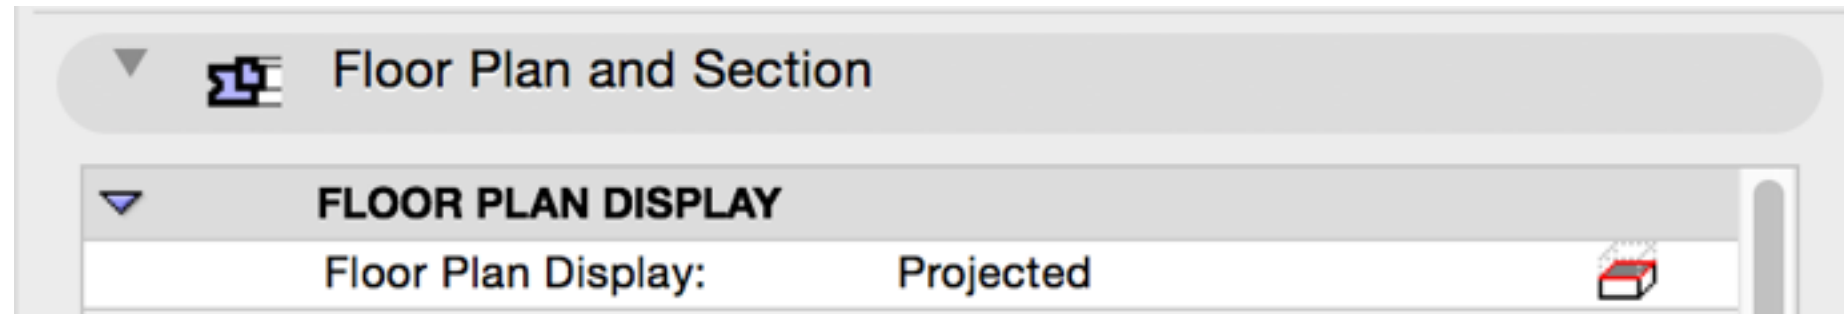 Floor Plan and Section
FLOOR PLAN DISPLAY
Floor Plan Display: Projected